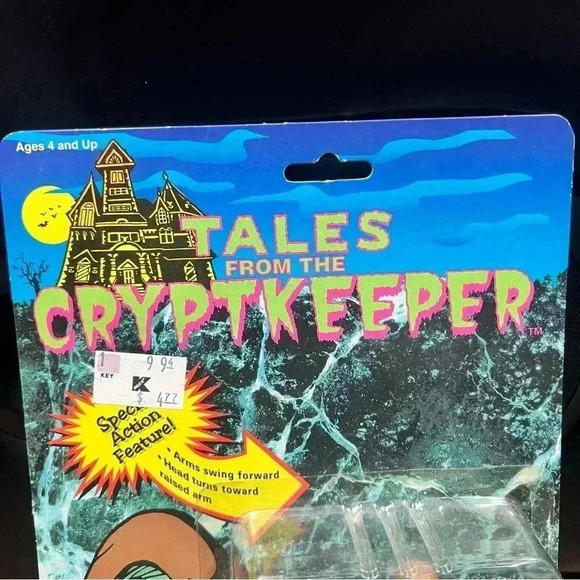 Ages 4 and Up
TALES
FROM THE
CRYPTKEEPER
TM
1 9 94
KEY K
$ 4.77
Action
Feature!
• Arms swing forward
• Head turns toward
raised arm